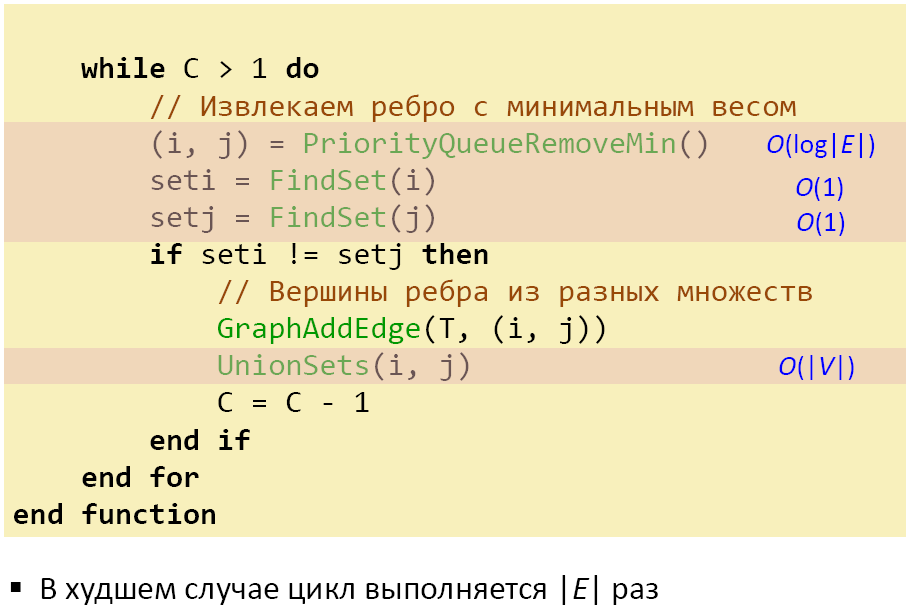 while C > 1 do
// Извлекаем ребро с минимальным весом
(i, j) = PriorityQueueRemoveMin() O(log|E|)
seti = FindSet(i) O(1)
setj = FindSet(j) O(1)
if seti != setj then
// Вершины ребра из разных множеств
GraphAddEdge(T, (i, j))
UnionSets(i, j) O(|V|)
C = C - 1
end if
end for
end function
▪ В худшем случае цикл выполняется |E| раз